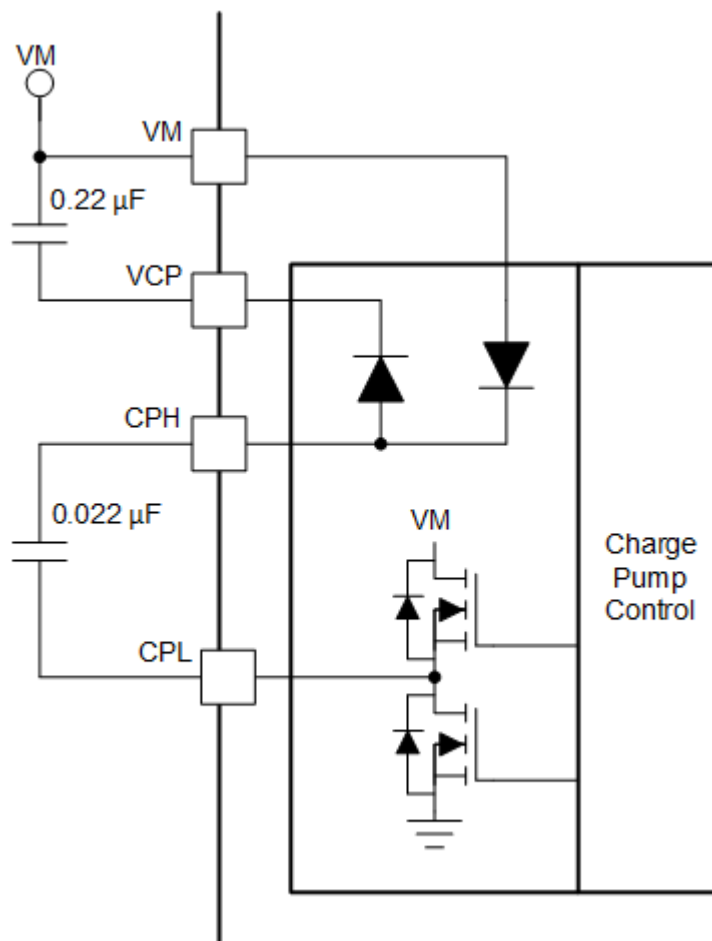 VM
VM
0.22 µF
VCP
CPH
0.022 µF
VM
Charge
Pump
Control
CPL